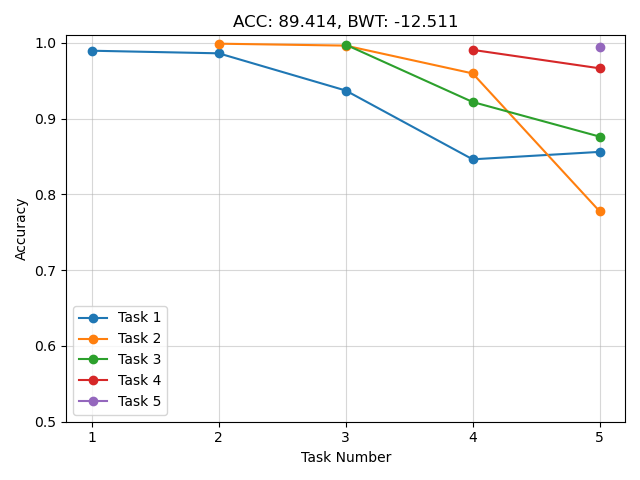 ACC: 89.414, BWT: -12.511
1.0
0.9
0.8
0.7
0.6
0.5
Accuracy
Task 1
Task 2
Task 3
Task 4
Task 5
1 2 3 4 5
Task Number